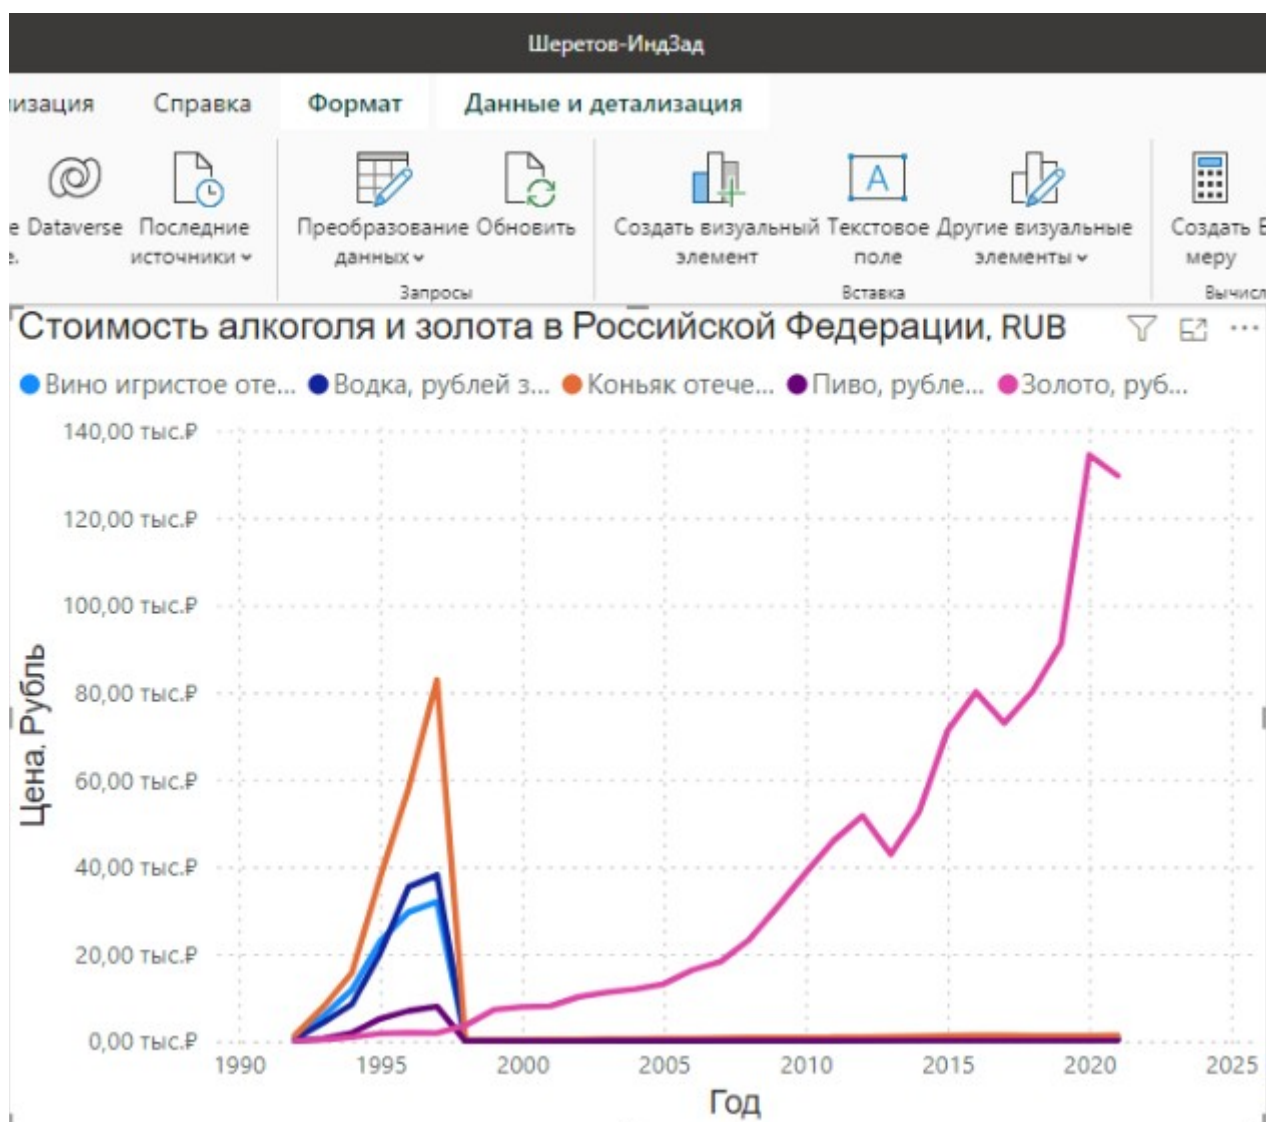 Шеретов-ИндЗад
изация Справка Формат Данные и детализация
e Dataverse Последние Преобразование Обновить Создать визуальный Текстовое Другие визуальные Создать
источники данных элемент поле элементы меру
Запросы Вставка Вычисл
Стоимость алкоголя и золота в Российской Федерации, RUB
Вино игристое оте... Водка, рублей з... Коньяк отече... Пиво, рубле... Золото, руб...
140,00 тыс.₽
120,00 тыс.₽
100,00 тыс.₽
80,00 тыс.₽
60,00 тыс.₽
40,00 тыс.₽
20,00 тыс.₽
0,00 тыс.₽
Цена, Рубль
1990 1995 2000 2005 2010 2015 2020 2025
Год